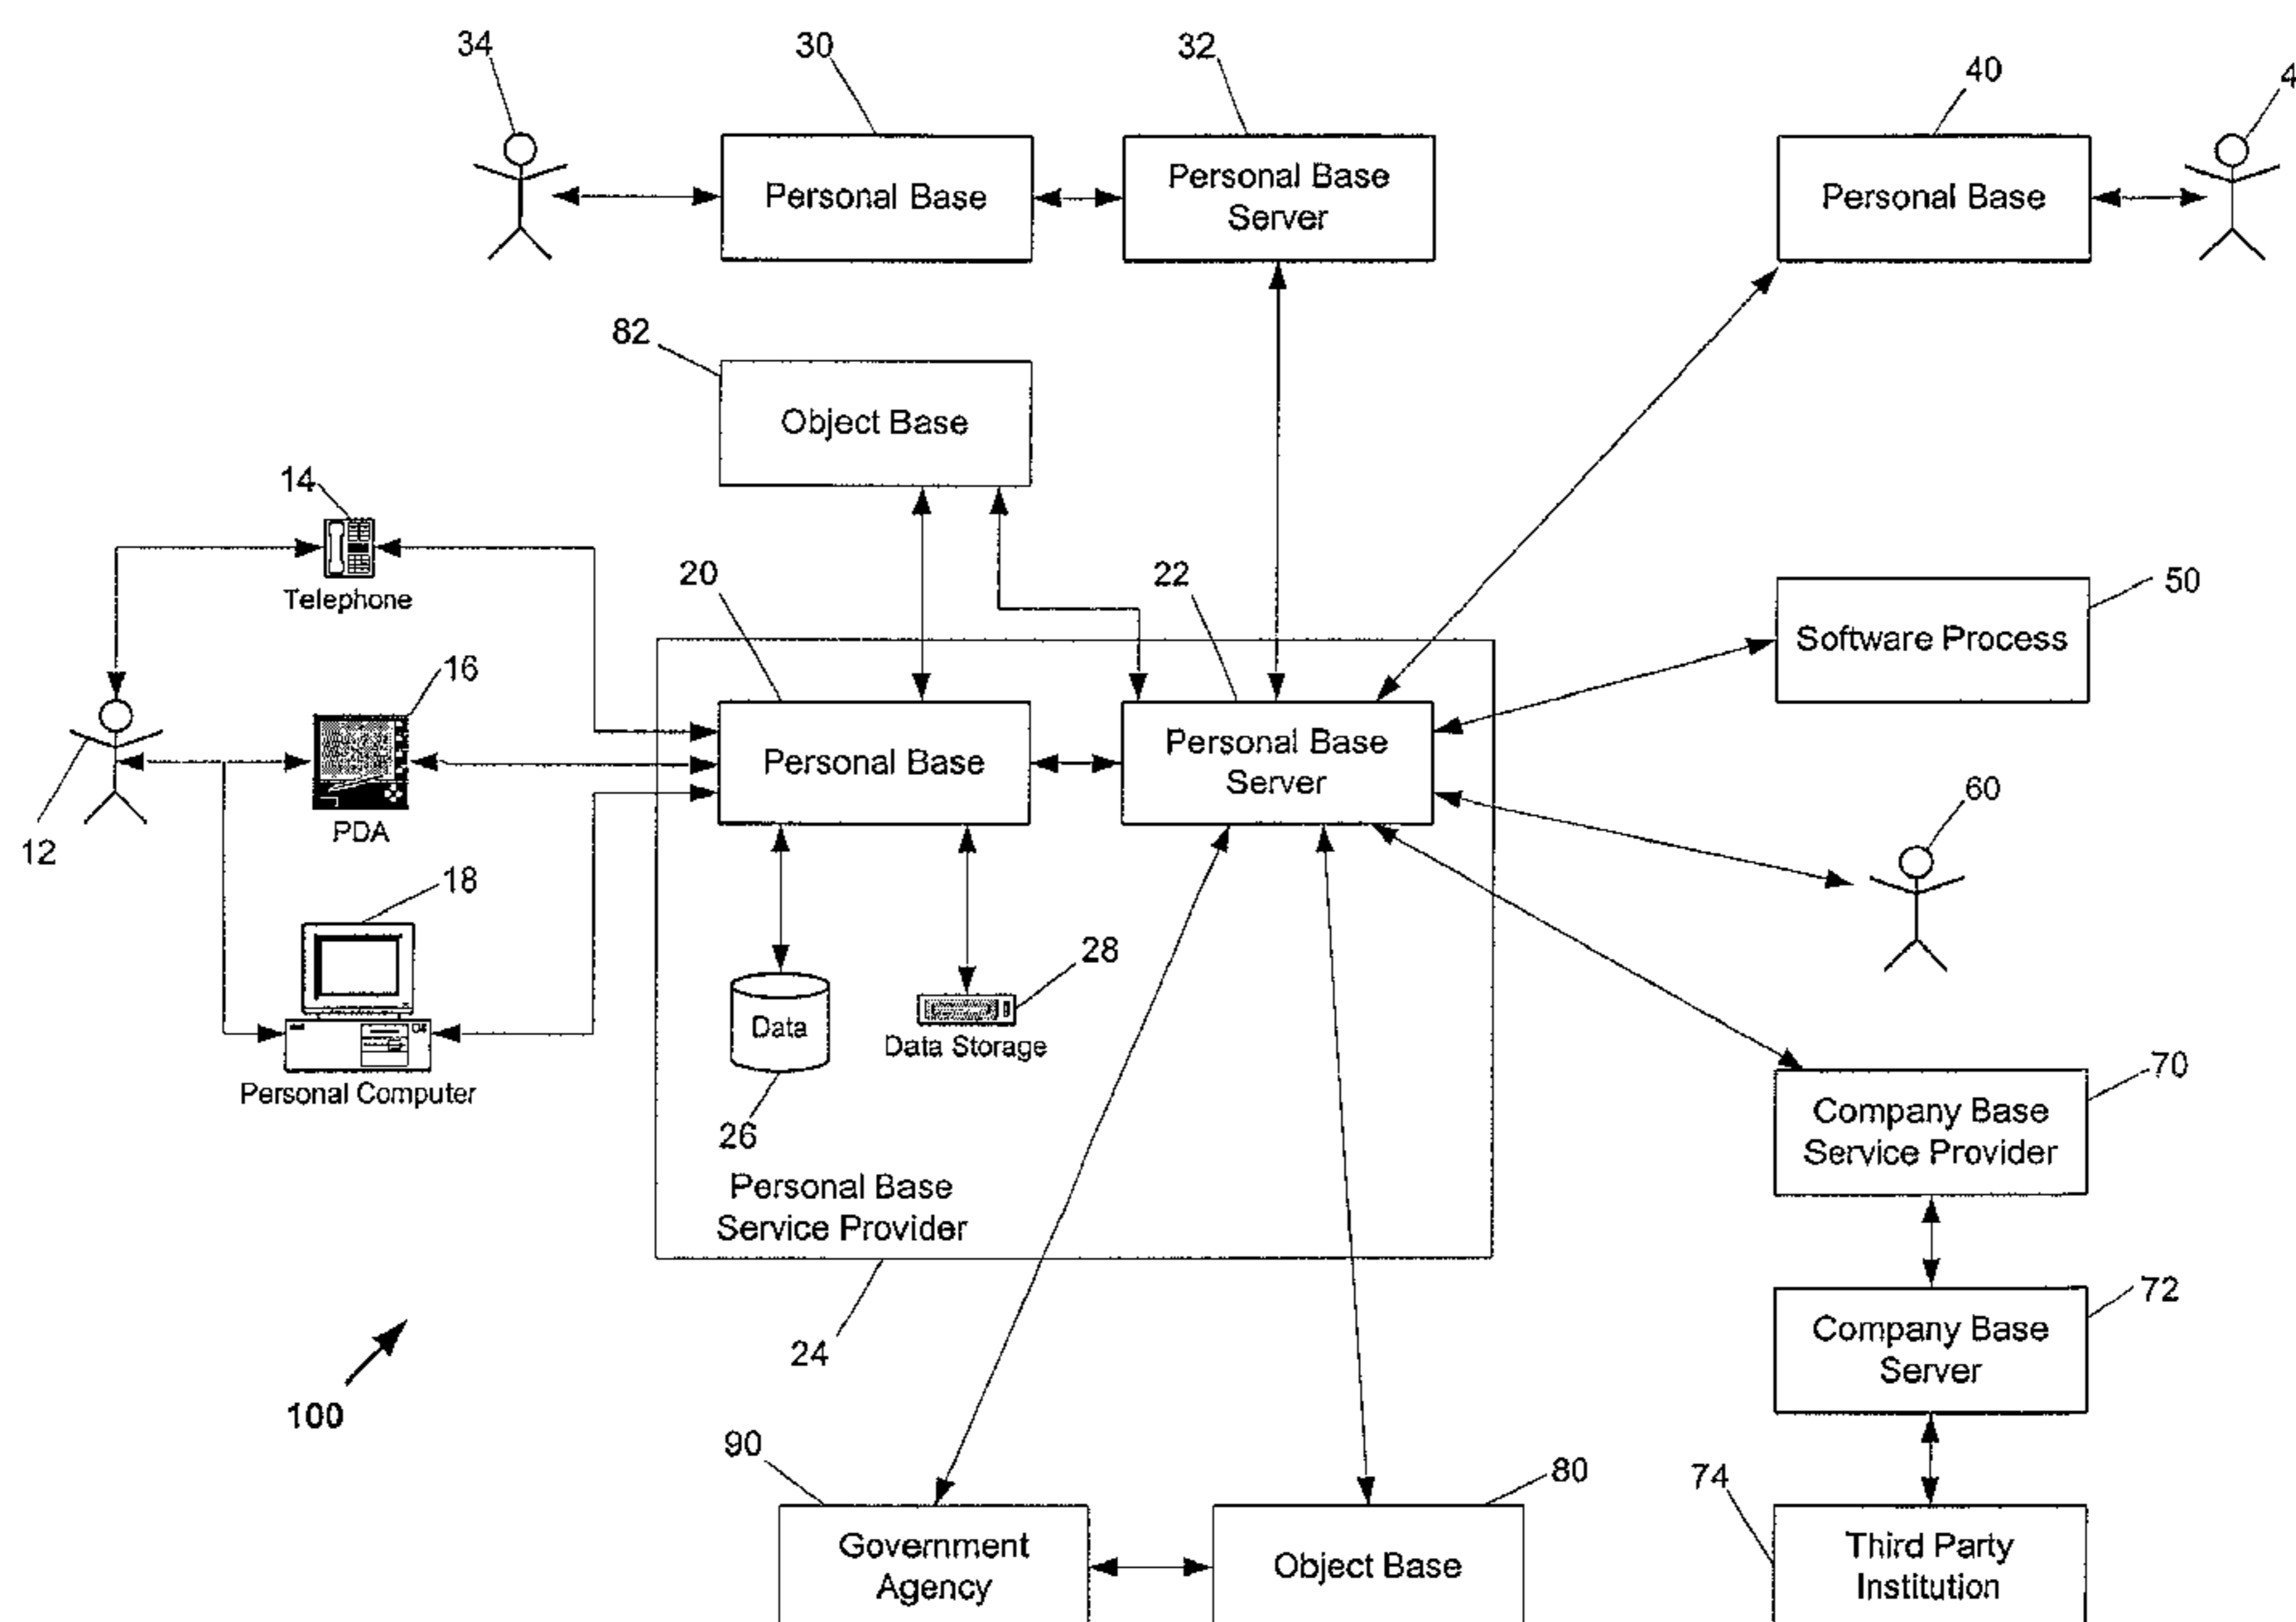 34
30
32
40
4
Personal Base
Personal Base
Server
Personal Base
82
Object Base
14
Telephone
20
22
50
Software Process
16
PDA
12
Personal Base
Personal Base
Server
60
18
Personal Computer
28
Data
Data Storage
26
Personal Base
Service Provider
70
Company Base
Service Provider
24
72
Company Base
Server
100
90
80
74
Government
Agency
Object Base
Third Party
Institution